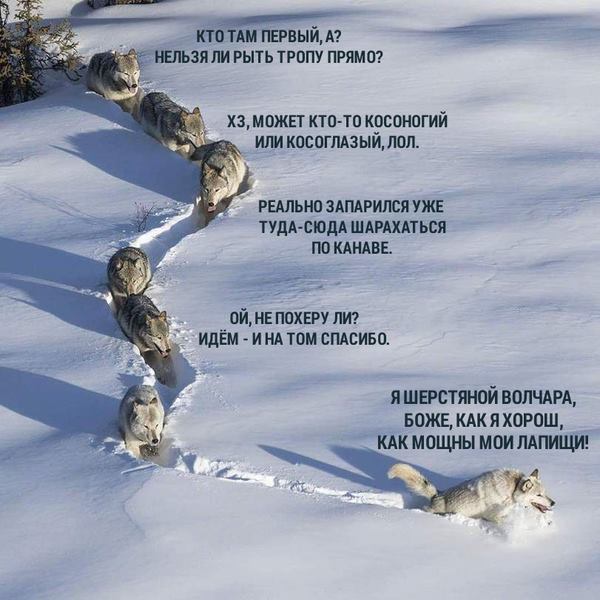 КТО ТАМ ПЕРВЫЙ, А?
НЕЛЬЗЯ ЛИ РЫТЬ ТРОПУ ПРЯМО?
ХЗ, МОЖЕТ КТО-ТО КОСОНОГИЙ
ИЛИ КОСОГЛАЗЫЙ, ЛОЛ.
РЕАЛЬНО ЗАПАРИЛСЯ УЖЕ
ТУДА-СЮДА ШАРАХАТЬСЯ
ПО КАНАВЕ.
ОЙ, НЕ ПОХЕРУ ЛИ?
ИДЁМ - И НА ТОМ СПАСИБО.
Я ШЕРСТЯНОЙ ВОЛЧАРА,
БОЖЕ, КАК Я ХОРОШ,
КАК МОЩНЫ МОИ ЛАПИЩИ!